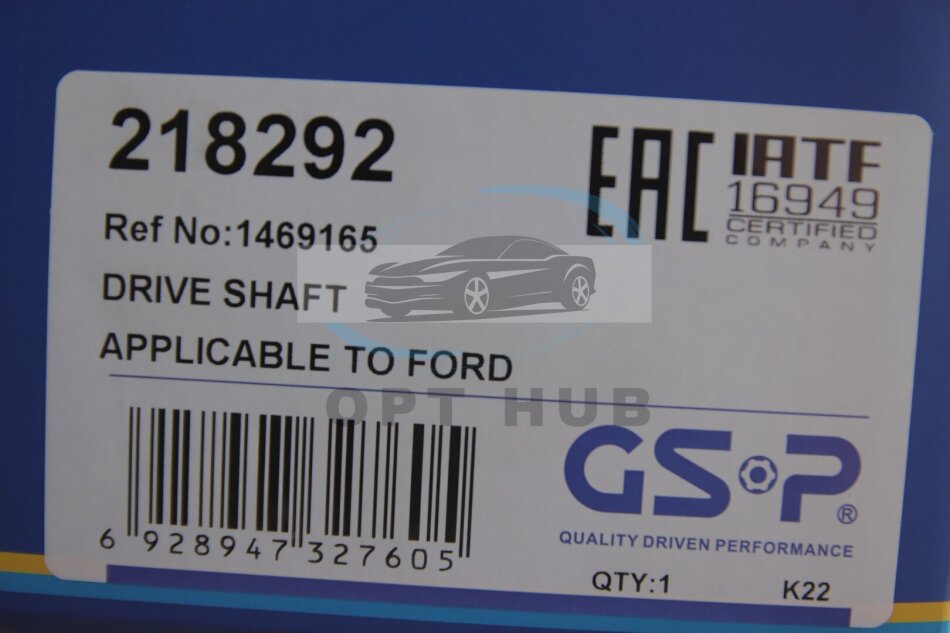 218292
EAC
IATF
16949
CERTIFIED
COMPANY
Ref No:1469165
DRIVE SHAFT
APPLICABLE TO FORD
OPT HUB
GSP®
QUALITY DRIVEN PERFORMANCE
6 928947 327605
QTY:1
K22